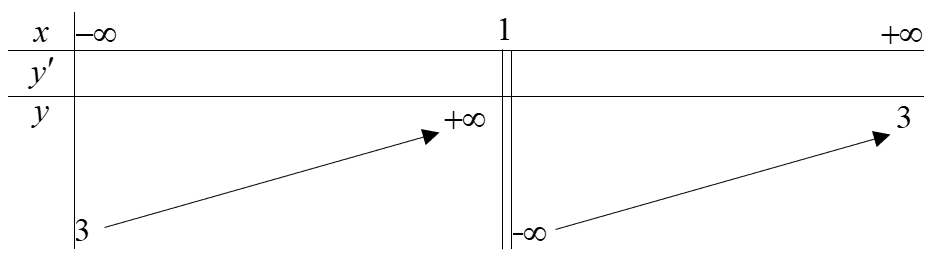 x −∞ 1 +∞
y′
y +∞ 3
3 -∞